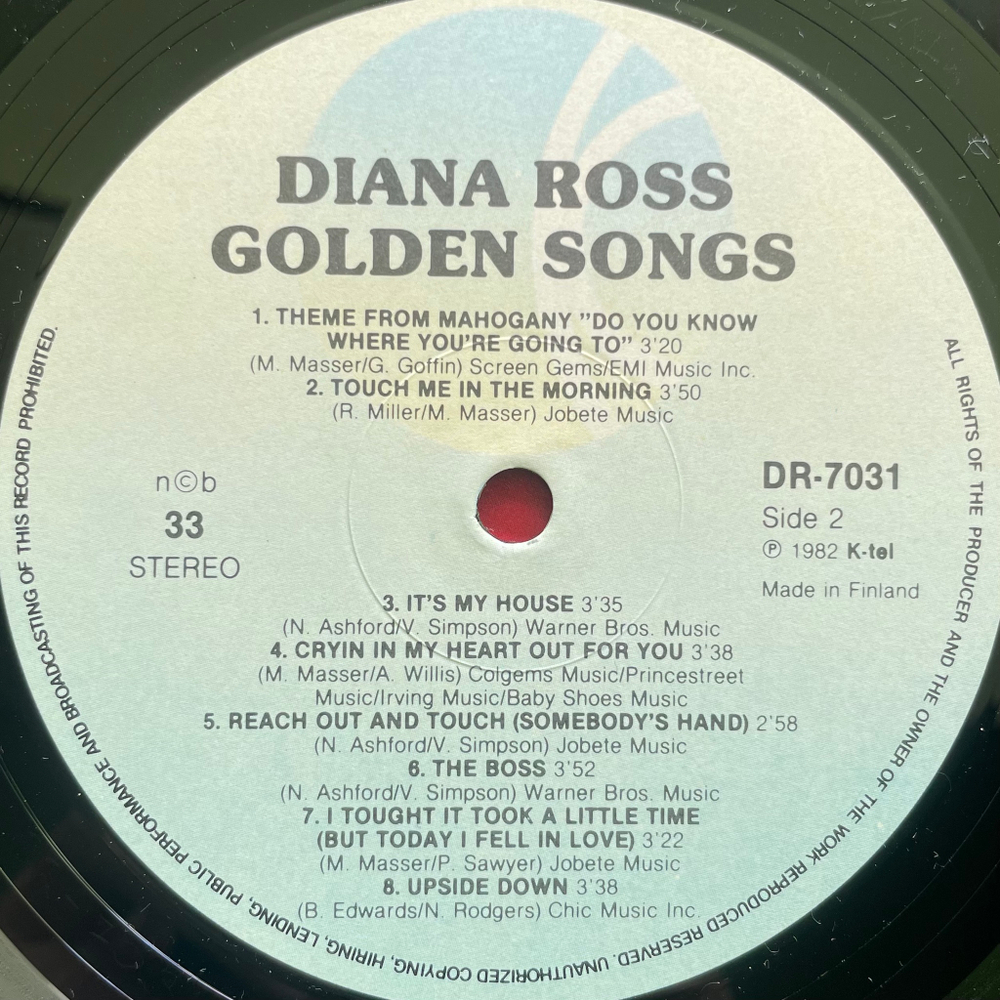 DIANA ROSS
GOLDEN SONGS
1. THEME FROM MAHOGANY "DO YOU KNOW
WHERE YOU'RE GOING TO" 3'20
(M. Masser/G. Goffin) Screen Gems/EMI Music Inc.
2. TOUCH ME IN THE MORNING 3'50
(R. Miller/M. Masser) Jobete Music
n©b
33
STEREO
DR-7031
Side 2
℗ 1982 K-tel
Made in Finland
3. IT'S MY HOUSE 3'35
(N. Ashford/V. Simpson) Warner Bros. Music
4. CRYIN IN MY HEART OUT FOR YOU 3'38
(M. Masser/A. Willis) Colgems Music/Princestreet
Music/Irving Music/Baby Shoes Music
5. REACH OUT AND TOUCH (SOMEBODY'S HAND) 2'58
(N. Ashford/V. Simpson) Jobete Music
6. THE BOSS 3'52
(N. Ashford/V. Simpson) Warner Bros. Music
7. I TOUGHT IT TOOK A LITTLE TIME
(BUT TODAY I FELL IN LOVE) 3'22
(M. Masser/P. Sawyer) Jobete Music
8. UPSIDE DOWN 3'38
(B. Edwards/N. Rodgers) Chic Music Inc.
ALL RIGHTS OF THE PRODUCER AND THE OWNER OF THE WORK REPRODUCED RESERVED. UNAUTHORIZED COPYING, HIRING, LENDING, PUBLIC PERFORMANCE AND BROADCASTING OF THIS RECORD PROHIBITED.